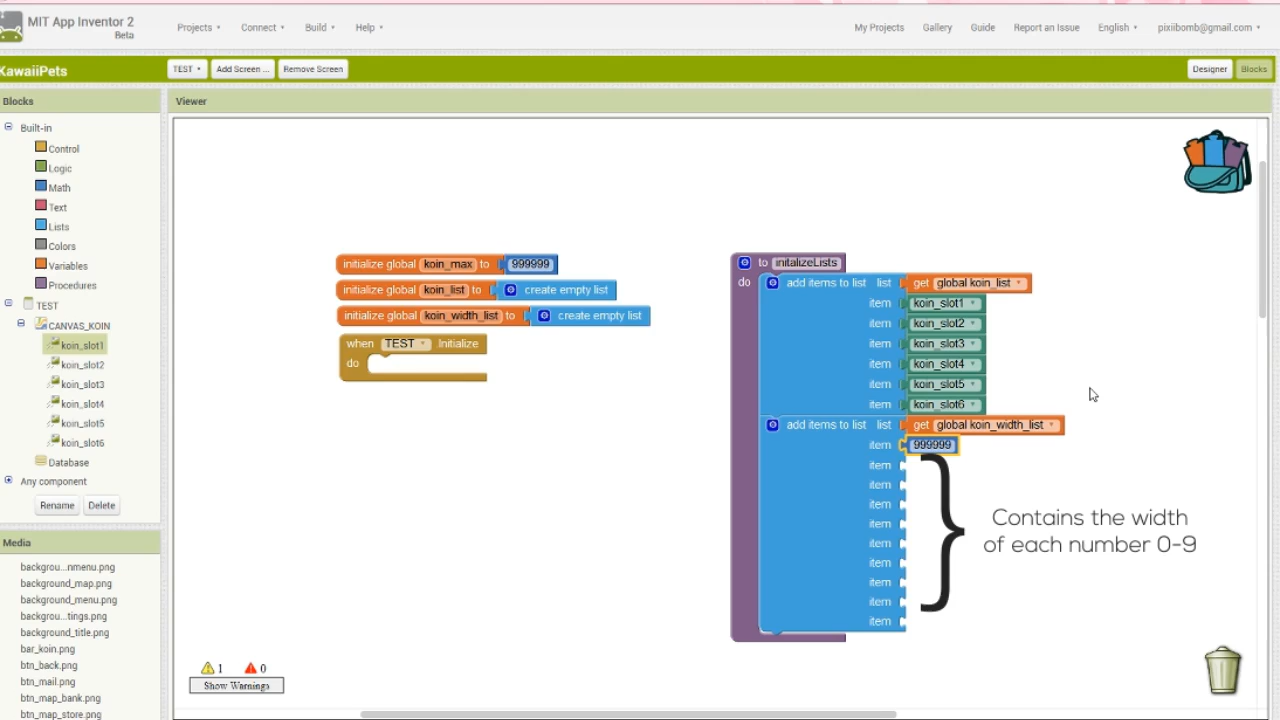 MIT App Inventor 2
Beta
Projects Connect Build Help
My Projects Gallery Guide Report an Issue English pixiibomb@gmail.com
KawaiiPets
TEST Add Screen ... Remove Screen
Designer Blocks
Blocks
Viewer
Built-in
Control
Logic
Math
Text
Lists
Colors
Variables
Procedures
TEST
CANVAS_KOIN
koin_slot1
koin_slot2
koin_slot3
koin_slot4
koin_slot5
koin_slot6
Database
Any component
Rename Delete
Media
backgrou...nmenu.png
background_map.png
background_menu.png
backgrou...tings.png
background_title.png
bar_koin.png
btn_back.png
btn_mail.png
btn_map_bank.png
btn_map_store.png
initialize global koin_max to 999999
initialize global koin_list to create empty list
initialize global koin_width_list to create empty list
when TEST .Initialize
do
to initalizeLists
do add items to list list get global koin_list
item koin_slot1
item koin_slot2
item koin_slot3
item koin_slot4
item koin_slot5
item koin_slot6
add items to list list get global koin_width_list
item 999999
item
item
item
item
item
item
item
item
item
Contains the width
of each number 0-9
1 0
Show Warnings